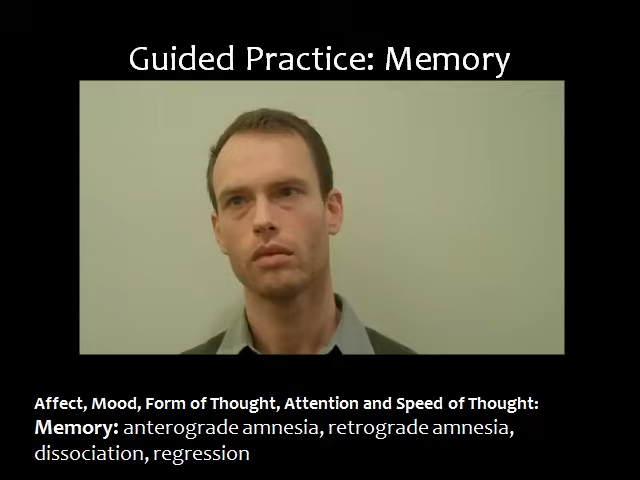 Guided Practice: Memory
Affect, Mood, Form of Thought, Attention and Speed of Thought:
Memory: anterograde amnesia, retrograde amnesia,
dissociation, regression